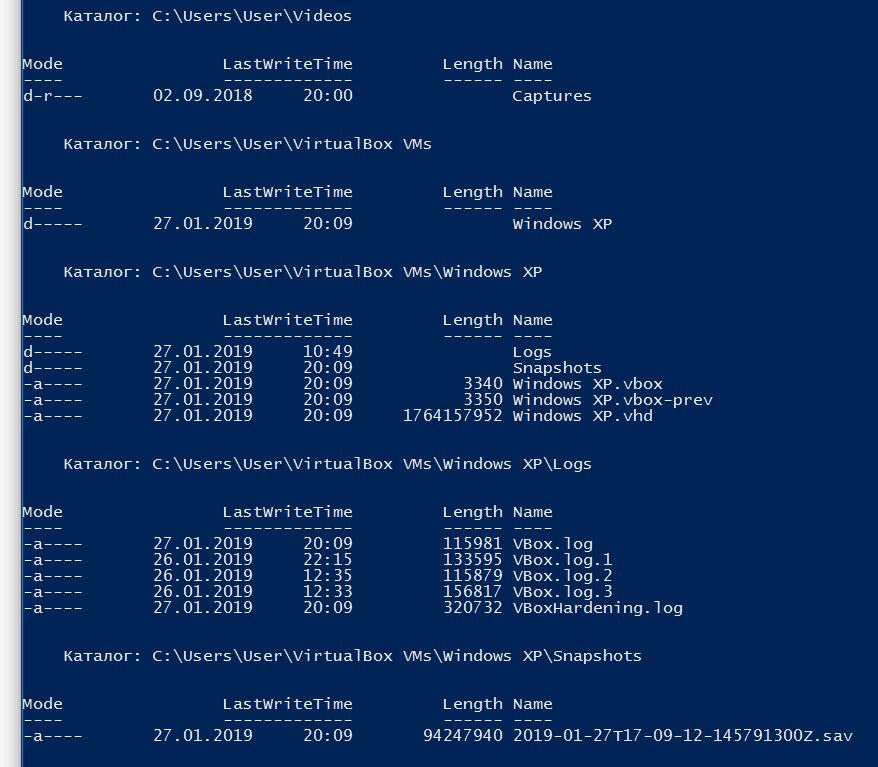 Каталог: C:\Users\User\Videos
Mode LastWriteTime Length Name
---- ------------- ------ ----
d-r--- 02.09.2018 20:00 Captures
Каталог: C:\Users\User\VirtualBox VMs
Mode LastWriteTime Length Name
---- ------------- ------ ----
d----- 27.01.2019 20:09 Windows XP
Каталог: C:\Users\User\VirtualBox VMs\Windows XP
Mode LastWriteTime Length Name
---- ------------- ------ ----
d----- 27.01.2019 10:49 Logs
d----- 27.01.2019 20:09 Snapshots
-a---- 27.01.2019 20:09 3340 Windows XP.vbox
-a---- 27.01.2019 20:09 3350 Windows XP.vbox-prev
-a---- 27.01.2019 20:09 1764157952 Windows XP.vhd
Каталог: C:\Users\User\VirtualBox VMs\Windows XP\Logs
Mode LastWriteTime Length Name
---- ------------- ------ ----
-a---- 27.01.2019 20:09 115981 VBox.log
-a---- 26.01.2019 22:15 133595 VBox.log.1
-a---- 26.01.2019 12:35 115879 VBox.log.2
-a---- 26.01.2019 12:33 156817 VBox.log.3
-a---- 27.01.2019 20:09 320732 VBoxHardening.log
Каталог: C:\Users\User\VirtualBox VMs\Windows XP\Snapshots
Mode LastWriteTime Length Name
---- ------------- ------ ----
-a---- 27.01.2019 20:09 94247940 2019-01-27T17-09-12-145791300Z.sav